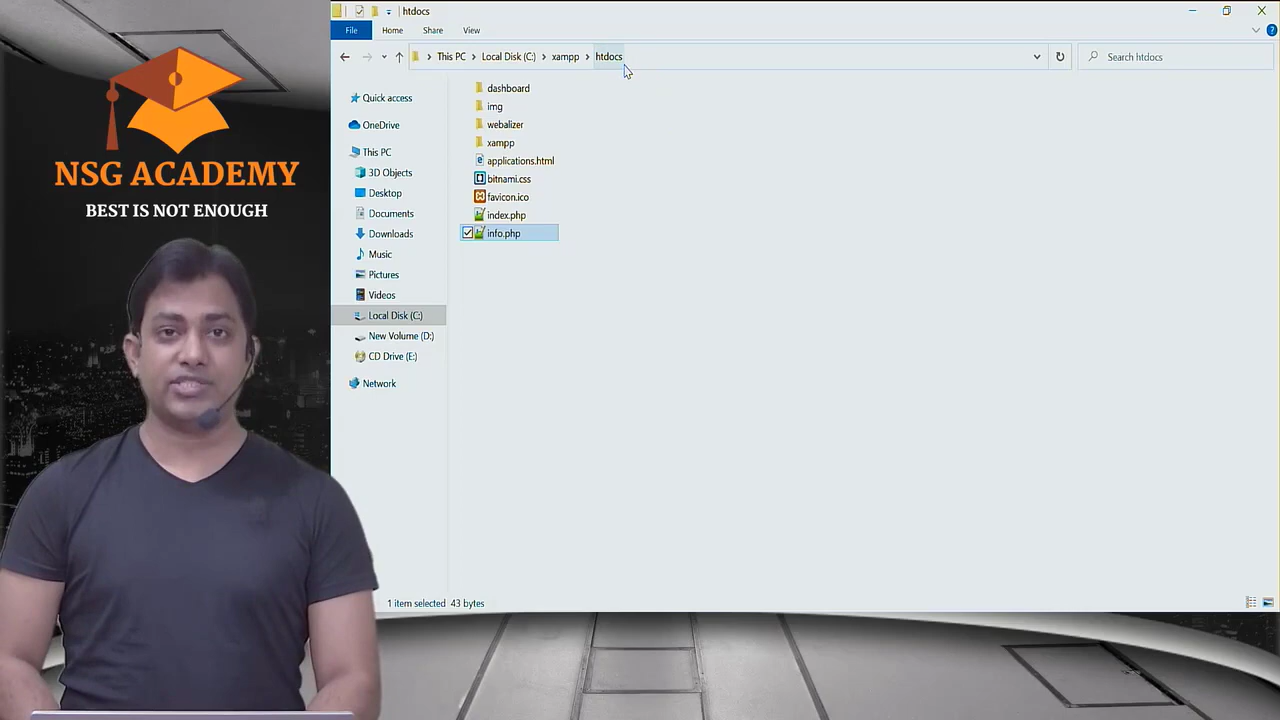 htdocs
File
Home
Share
View
This PC
Local Disk (C:)
xampp
htdocs
Search htdocs
Quick access
OneDrive
This PC
3D Objects
Desktop
Documents
Downloads
Music
Pictures
Videos
Local Disk (C:)
New Volume (D:)
CD Drive (E:)
Network
dashboard
img
webalizer
xampp
applications.html
bitnami.css
favicon.ico
index.php
info.php
1 item selected 43 bytes
NSG ACADEMY
BEST IS NOT ENOUGH